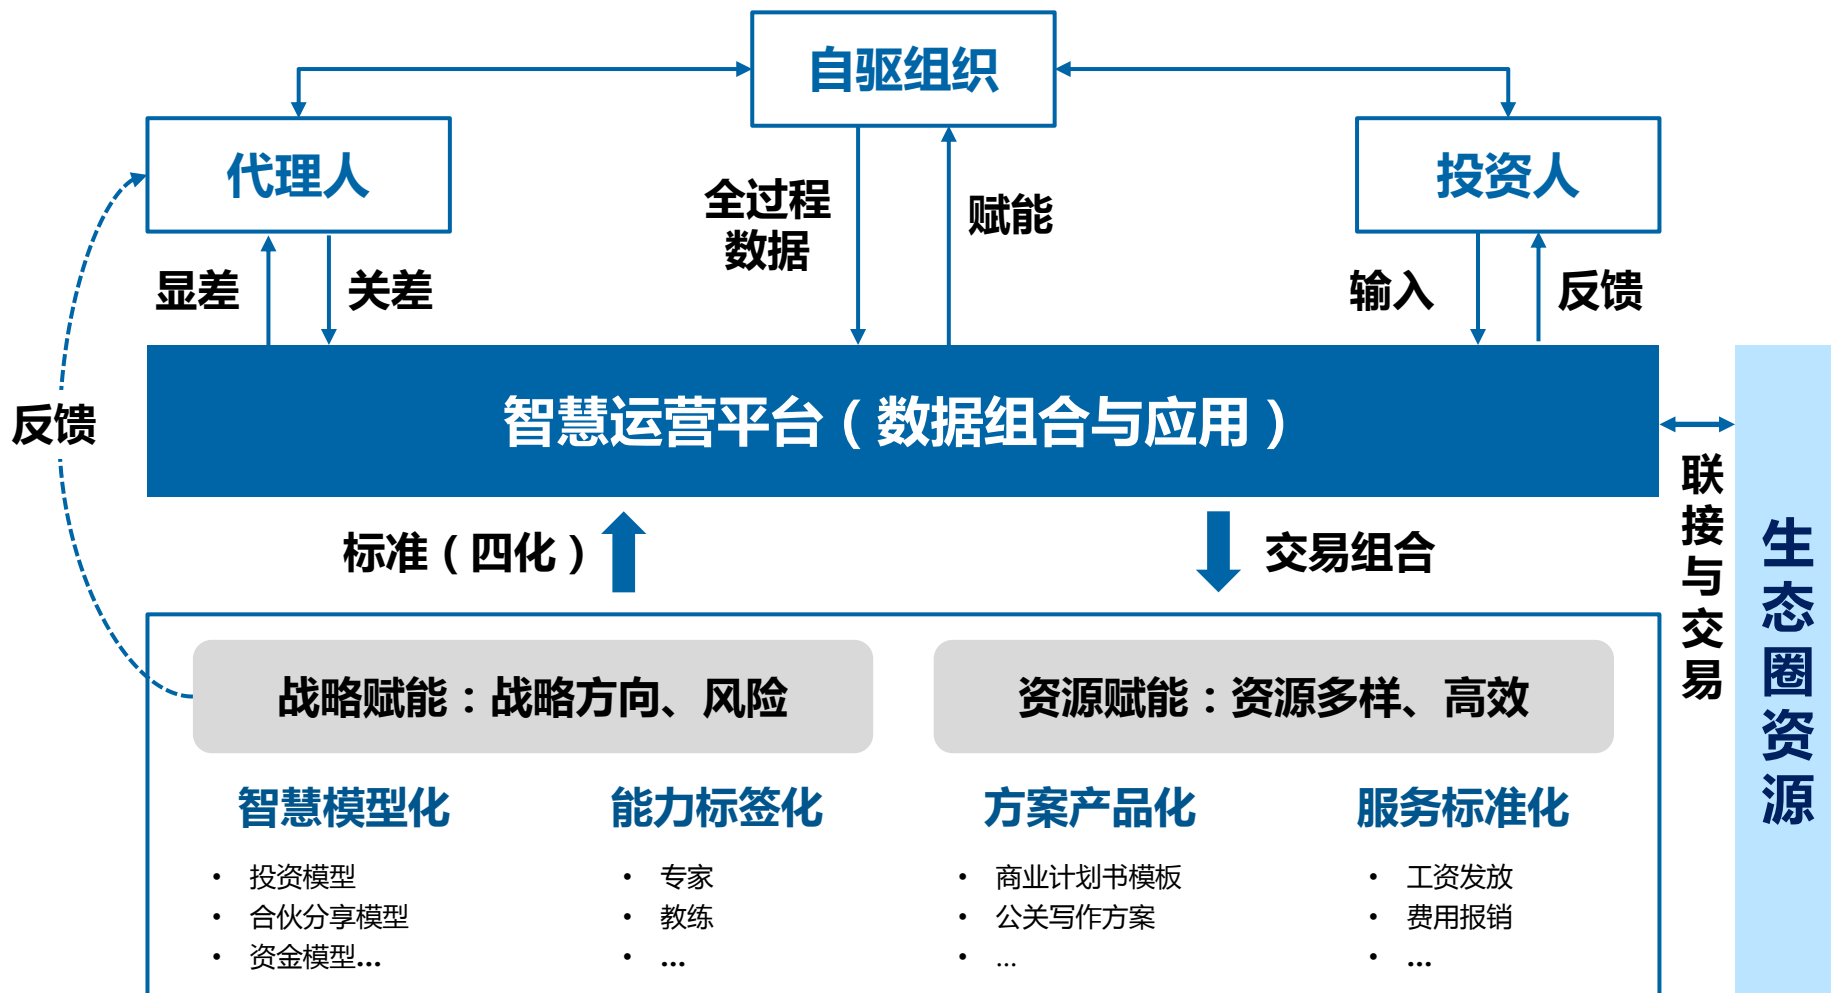 自驱组织
代理人
投资人
全过程
数据
赋能
显差
关差
输入
反馈
智慧运营平台（数据组合与应用）
反馈
联接与交易
标准（四化）
交易组合
生态圈资源
战略赋能：战略方向、风险
资源赋能：资源多样、高效
智慧模型化
能力标签化
方案产品化
服务标准化
• 投资模型
• 合伙分享模型
• 资金模型...
• 专家
• 教练
• ...
• 商业计划书模板
• 公关写作方案
• ...
• 工资发放
• 费用报销
• ...